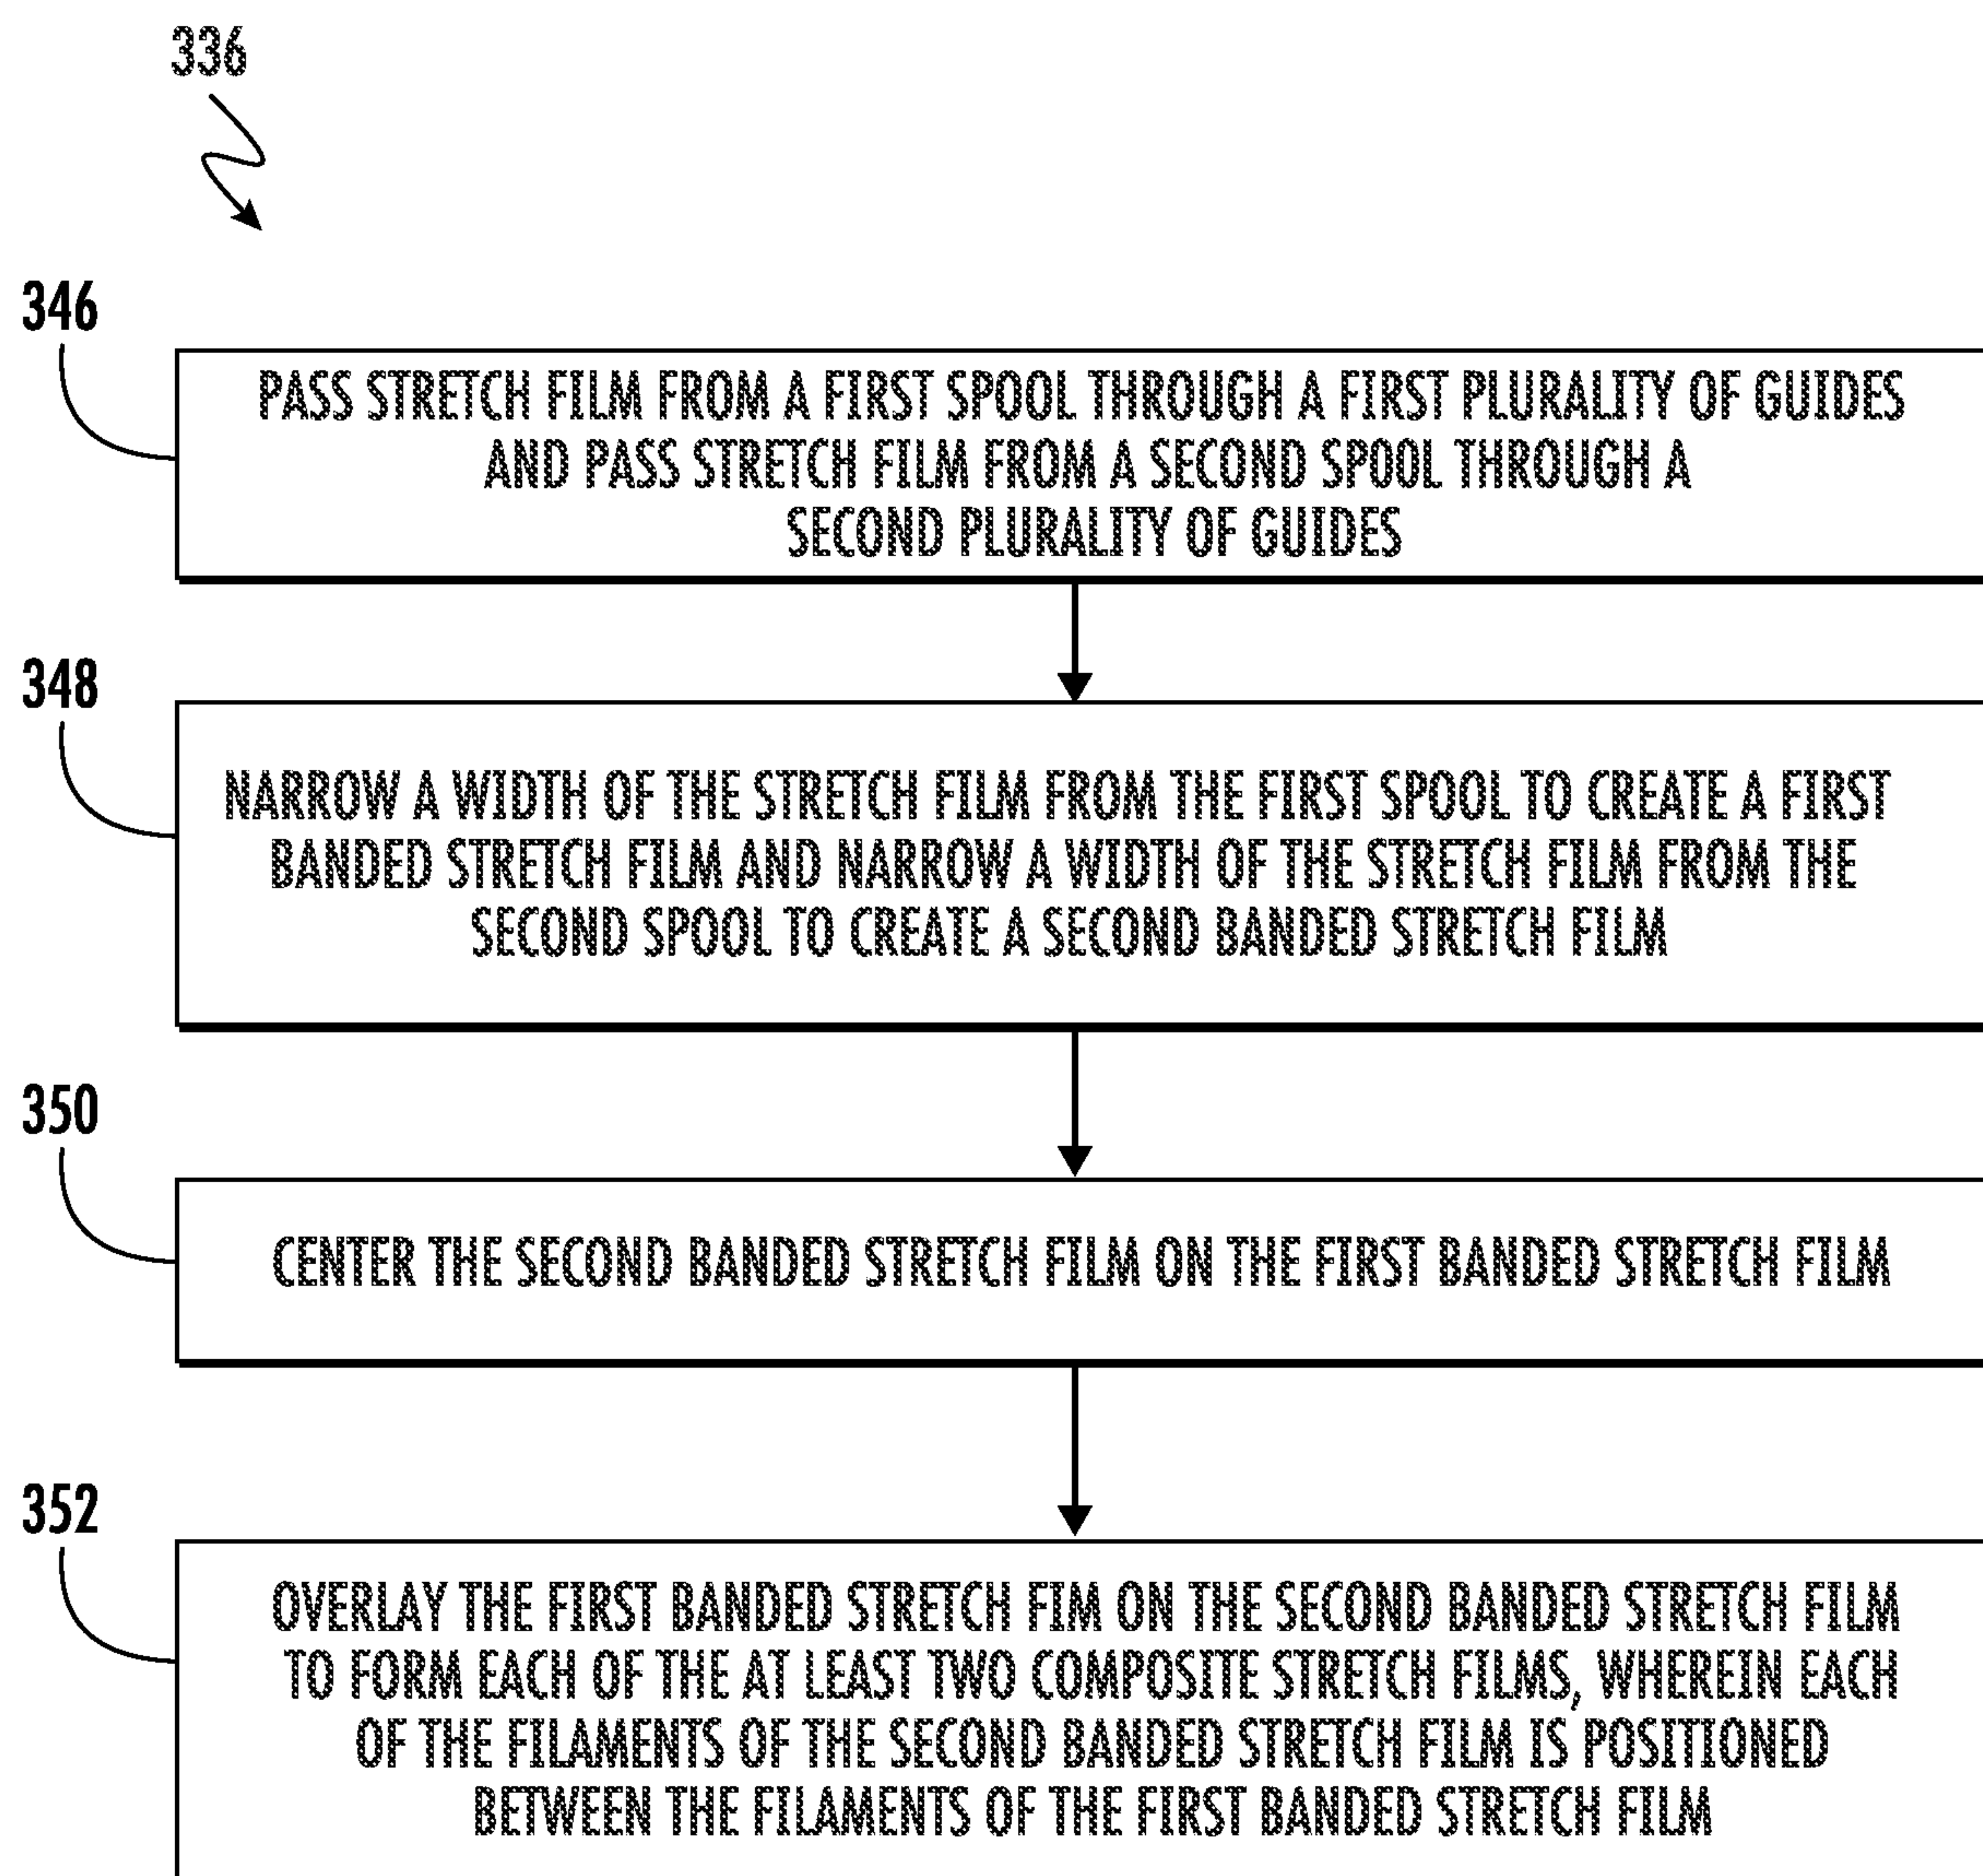 336
346
PASS STRETCH FILM FROM A FIRST SPOOL THROUGH A FIRST PLURALITY OF GUIDES
AND PASS STRETCH FILM FROM A SECOND SPOOL THROUGH A
SECOND PLURALITY OF GUIDES
348
NARROW A WIDTH OF THE STRETCH FILM FROM THE FIRST SPOOL TO CREATE A FIRST
BANDED STRETCH FILM AND NARROW A WIDTH OF THE STRETCH FILM FROM THE
SECOND SPOOL TO CREATE A SECOND BANDED STRETCH FILM
350
CENTER THE SECOND BANDED STRETCH FILM ON THE FIRST BANDED STRETCH FILM
352
OVERLAY THE FIRST BANDED STRETCH FIM ON THE SECOND BANDED STRETCH FILM
TO FORM EACH OF THE AT LEAST TWO COMPOSITE STRETCH FILMS, WHEREIN EACH
OF THE FILAMENTS OF THE SECOND BANDED STRETCH FILM IS POSITIONED
BETWEEN THE FILAMENTS OF THE FIRST BANDED STRETCH FILM